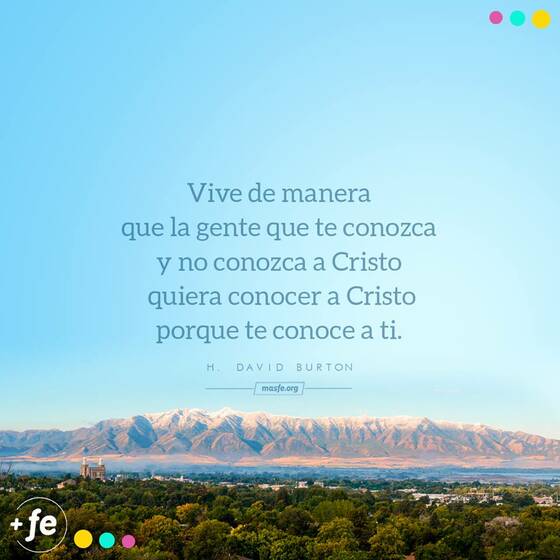 Vive de manera
que la gente que te conozca
y no conozca a Cristo
quiera conocer a Cristo
porque te conoce a ti.
H. DAVID BURTON
masfe.org
+fe